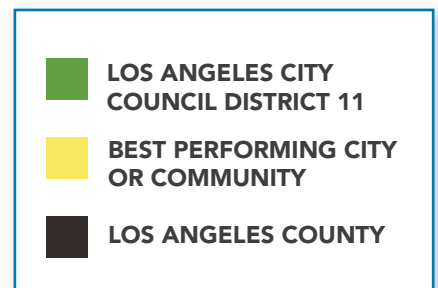 LOS ANGELES CITY
COUNCIL DISTRICT 11
BEST PERFORMING CITY
OR COMMUNITY
LOS ANGELES COUNTY